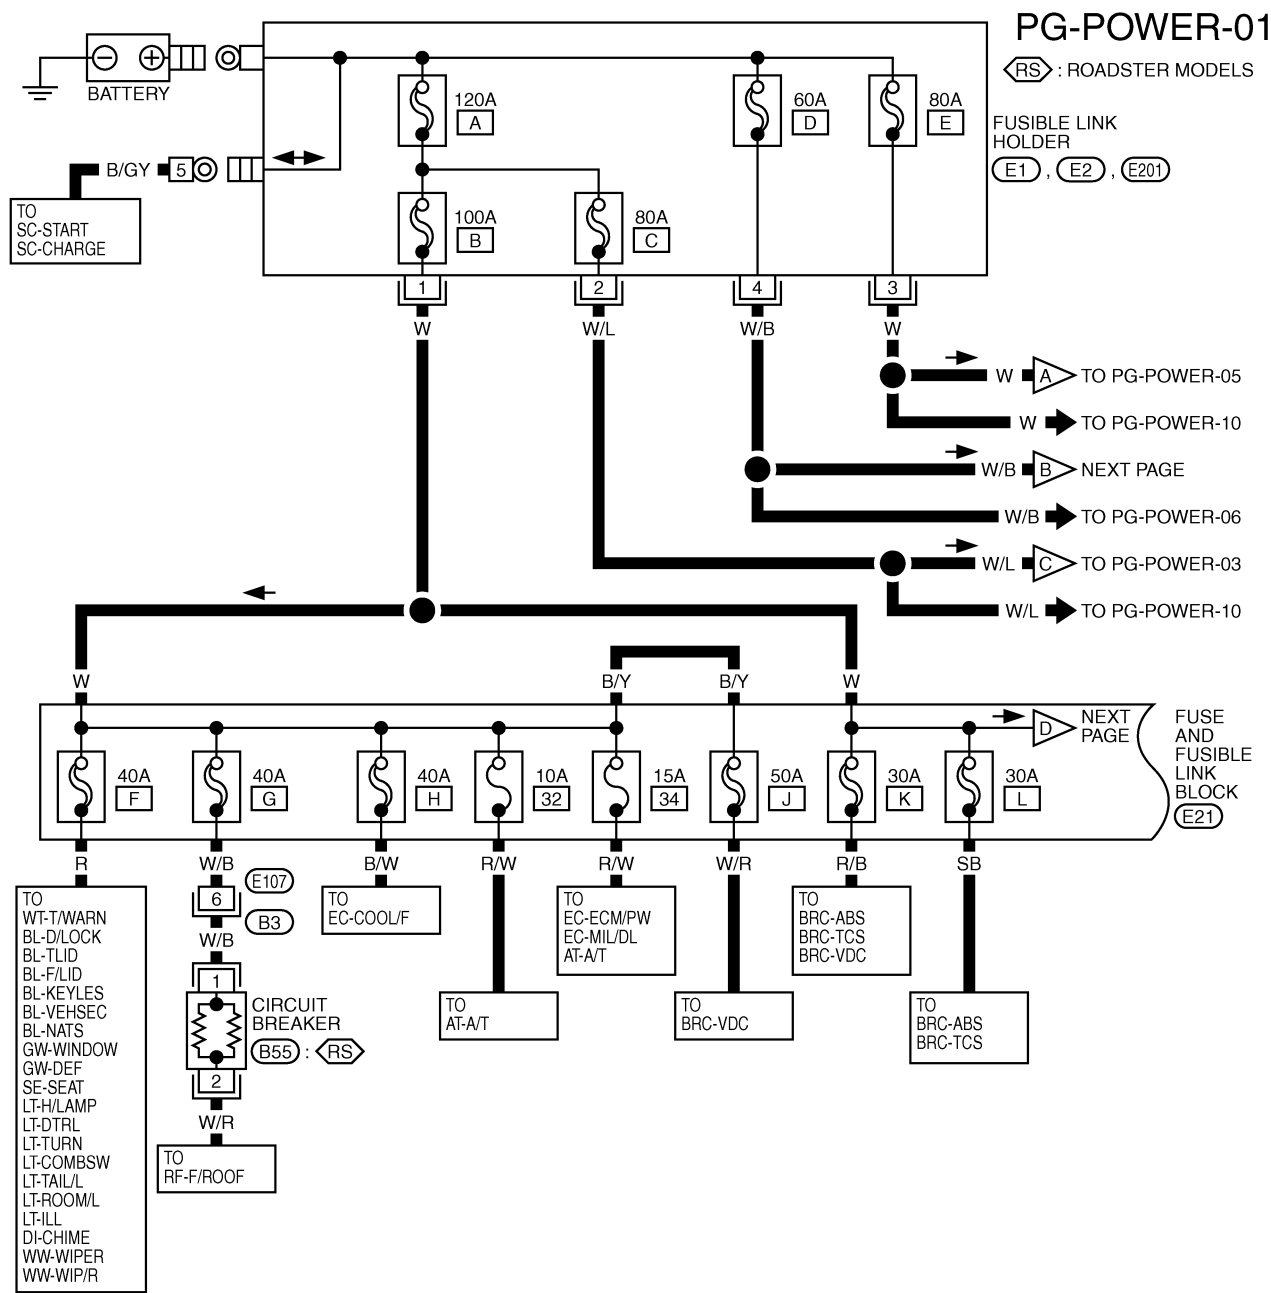 PG-POWER-01
RS : ROADSTER MODELS
BATTERY
120A
A
60A
D
80A
E
FUSIBLE LINK
HOLDER
E1 , E2 , E201
B/GY
5
TO
SC-START
SC-CHARGE
100A
B
80A
C
1
2
4
3
W
W/L
W/B
W
W
A
TO PG-POWER-05
W
TO PG-POWER-10
W/B
B
NEXT PAGE
W/B
TO PG-POWER-06
W/L
C
TO PG-POWER-03
W/L
TO PG-POWER-10
W
B/Y
B/Y
W
D
NEXT
PAGE
FUSE
AND
FUSIBLE
LINK
BLOCK
E21
40A
F
40A
G
40A
H
10A
32
15A
34
50A
J
30A
K
30A
L
R
W/B
B/W
R/W
R/W
W/R
R/B
SB
TO
WT-T/WARN
BL-D/LOCK
BL-TLID
BL-F/LID
BL-KEYLES
BL-VEHSEC
BL-NATS
GW-WINDOW
GW-DEF
SE-SEAT
LT-H/LAMP
LT-DTRL
LT-TURN
LT-COMBSW
LT-TAIL/L
LT-ROOM/L
LT-ILL
DI-CHIME
WW-WIPER
WW-WIP/R
E107
6
B3
W/B
1
CIRCUIT
BREAKER
B55 : RS
2
W/R
TO
RF-F/ROOF
TO
EC-COOL/F
TO
AT-A/T
TO
EC-ECM/PW
EC-MIL/DL
AT-A/T
TO
BRC-VDC
TO
BRC-ABS
BRC-TCS
BRC-VDC
TO
BRC-ABS
BRC-TCS